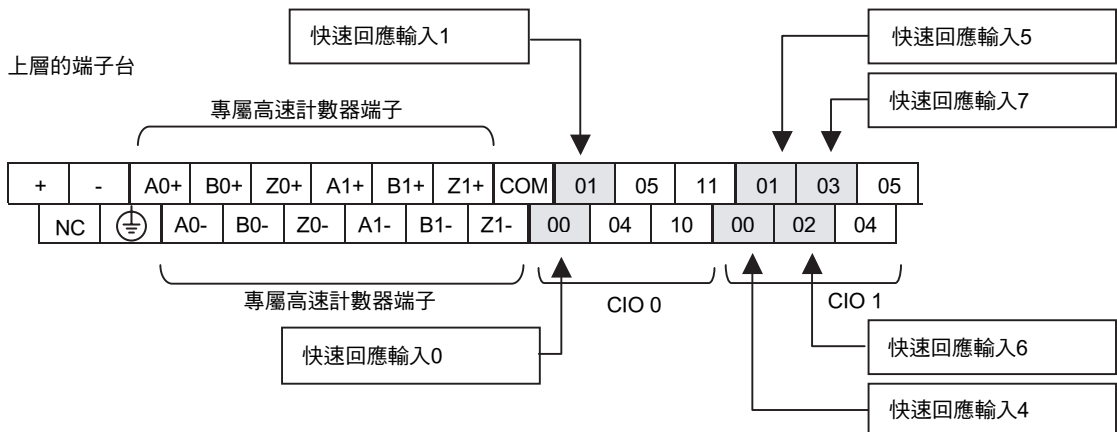 快速回應輸入1
快速回應輸入5
上層的端子台
專屬高速計數器端子
快速回應輸入7
+ - A0+ B0+ Z0+ A1+ B1+ Z1+ COM 01 05 11 01 03 05
NC A0- B0- Z0- A1- B1- Z1- 00 04 10 00 02 04
專屬高速計數器端子
CIO 0
CIO 1
快速回應輸入0
快速回應輸入6
快速回應輸入4